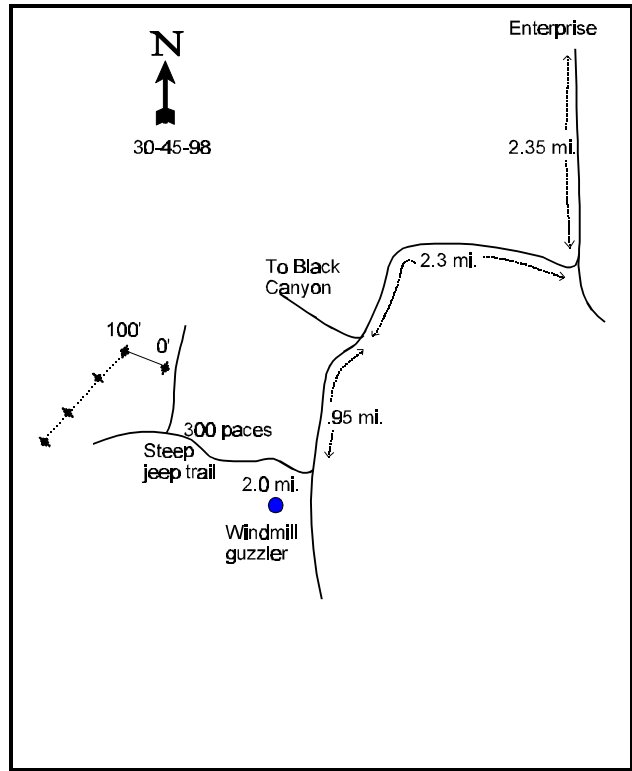 Enterprise
N
30-45-98
2.35 mi.
To Black
Canyon
2.3 mi.
100'
0'
.95 mi.
300 paces
Steep
jeep trail
2.0 mi.
Windmill
guzzler